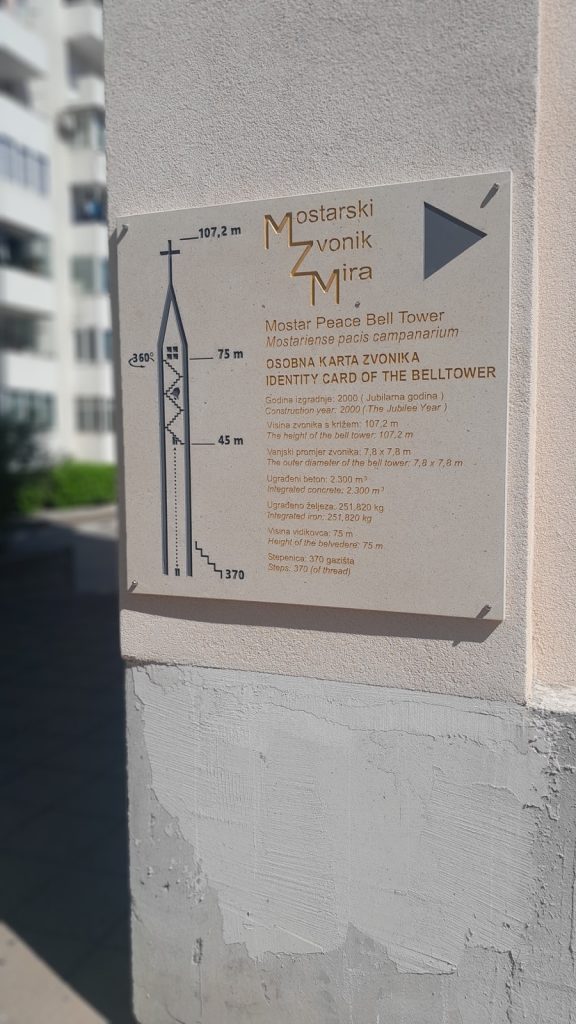 107,2 m
360°
75 m
45 m
370
Mostarski
Zvonik
Mira
Mostar Peace Bell Tower
Mostariense pacis campanarium
OSOBNA KARTA ZVONIKA
IDENTITY CARD OF THE BELLTOWER
Godina izgradnje: 2000 ( Jubilarna godina )
Construction year: 2000 ( The Jubilee Year )
Visina zvonika s križem: 107,2 m
The height of the bell tower: 107,2 m
Vanjski promjer zvonika: 7,8 x 7,8 m
The outer diameter of the bell tower: 7,8 x 7,8 m
Ugrađeni beton: 2.300 m³
Integrated concrete: 2.300 m³
Ugrađeno željeza: 251,820 kg
Integrated iron: 251,820 kg
Visina vidikovca: 75 m
Height of the belvedere: 75 m
Stepenica: 370 gazišta
Steps: 370 (of thread)